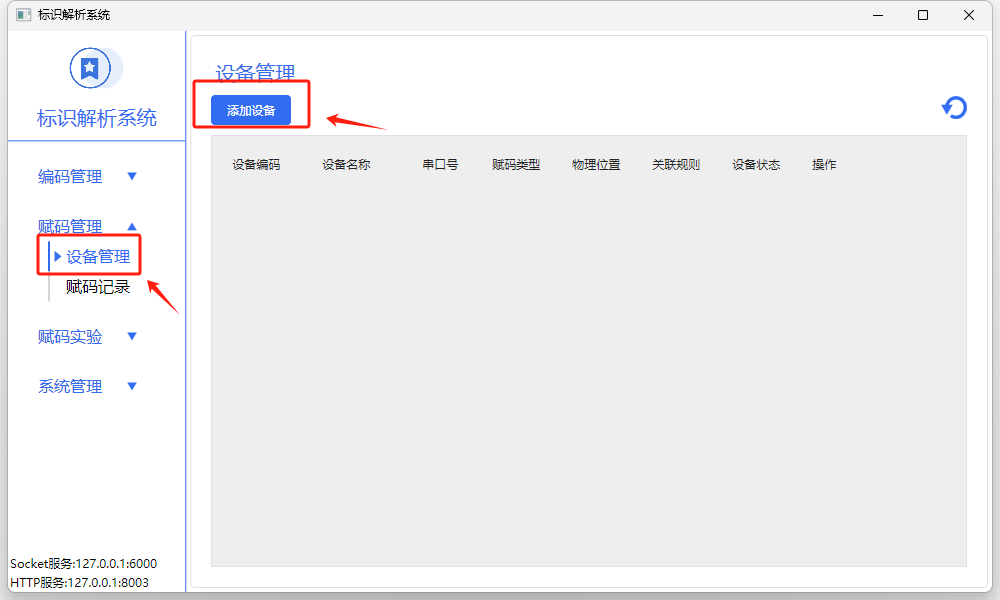 标识解析系统
标识解析系统
编码管理
赋码管理
设备管理
赋码记录
赋码实验
系统管理
Socket服务:127.0.0.1:6000
HTTP服务:127.0.0.1:8003
设备管理
添加设备
设备编码 设备名称 串口号 赋码类型 物理位置 关联规则 设备状态 操作